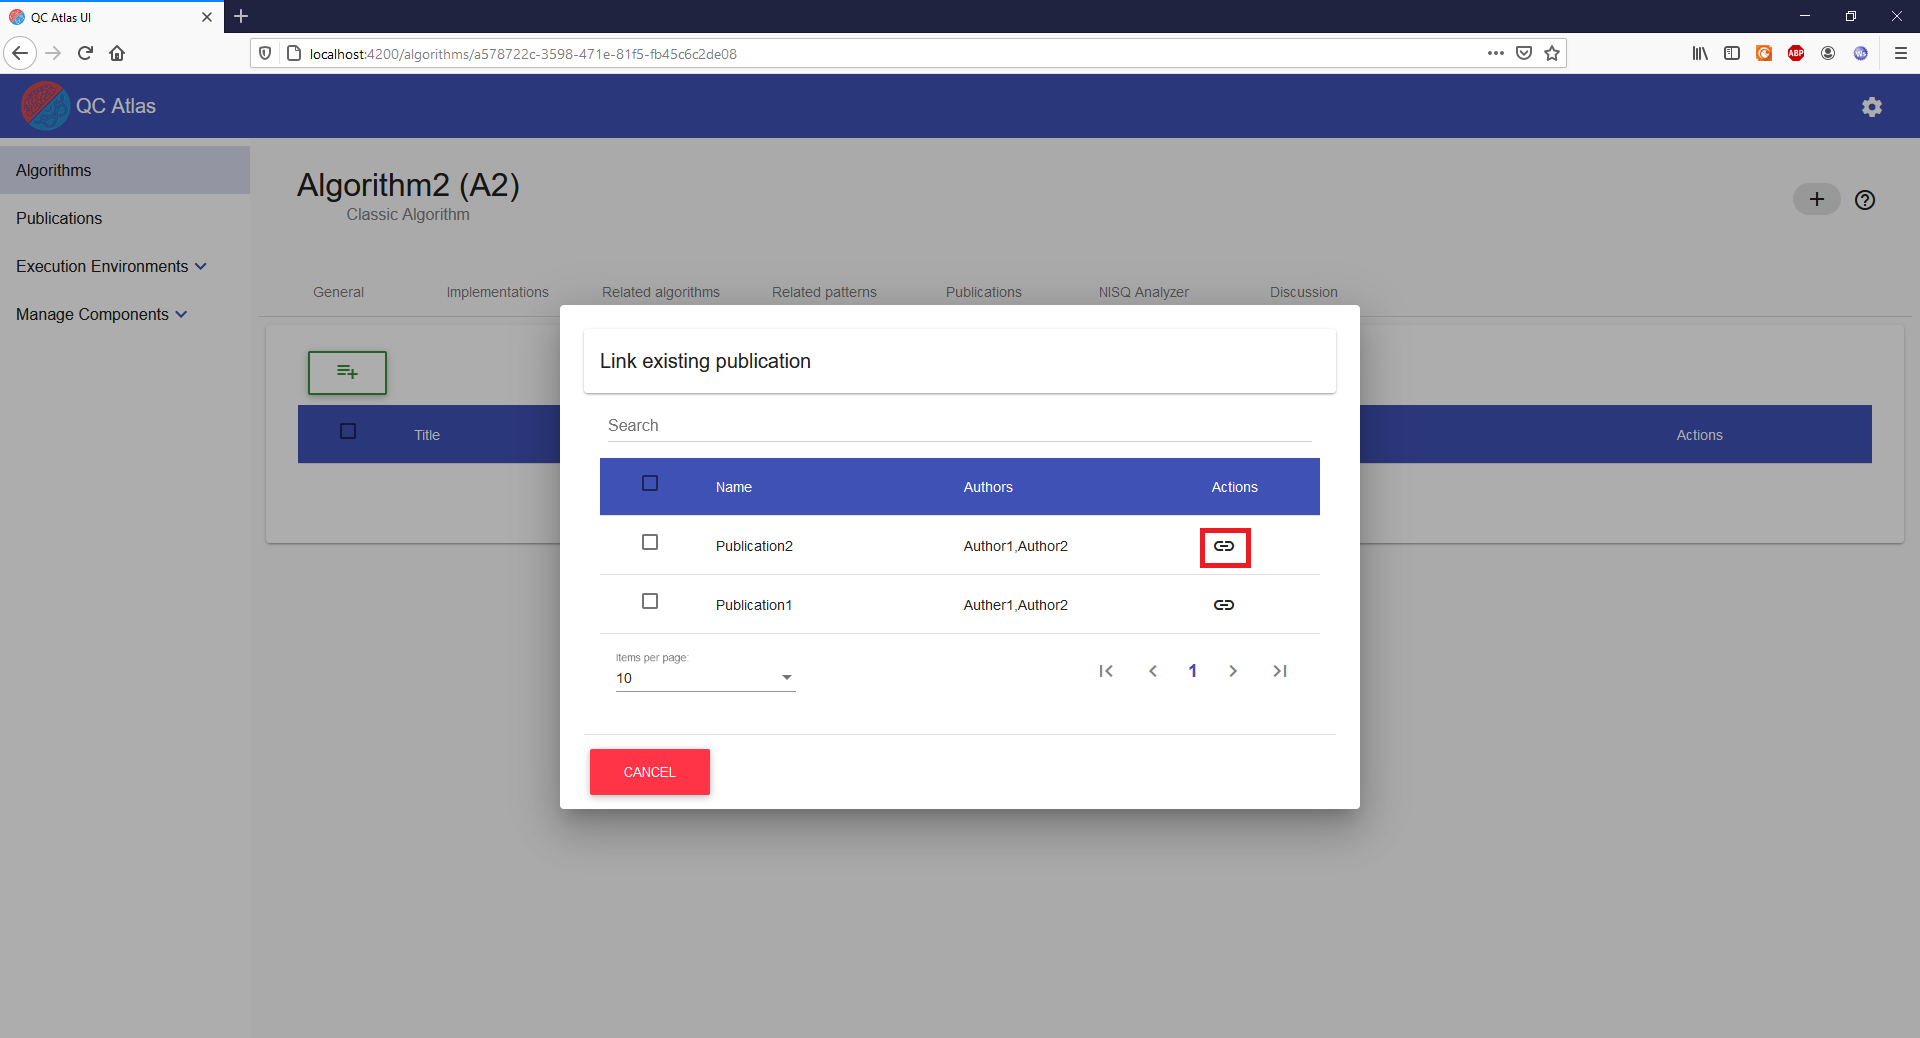 QC Atlas UI
localhost:4200/algorithms/a578722c-3598-471e-81f5-fb45c6c2de08
ABP
QC Atlas
Algorithms
Publications
Execution Environments
Manage Components
Algorithm2 (A2)
Classic Algorithm
General Implementations Related algorithms Related patterns Publications NISQ Analyzer Discussion
Title Actions
Link existing publication
Search
Name Authors Actions
Publication2 Author1,Author2
Publication1 Auther1,Author2
Items per page:
10
1
CANCEL